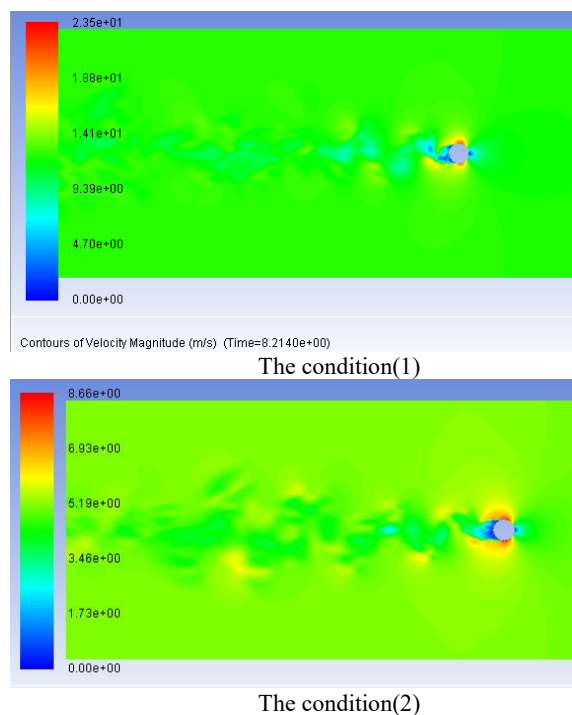 2.35e+01
1.88e+01
1.41e+01
9.39e+00
4.70e+00
0.00e+00
Contours of Velocity Magnitude (m/s) (Time=8.2140e+00)
The condition(1)
8.66e+00
6.93e+00
5.19e+00
3.46e+00
1.73e+00
0.00e+00
The condition(2)